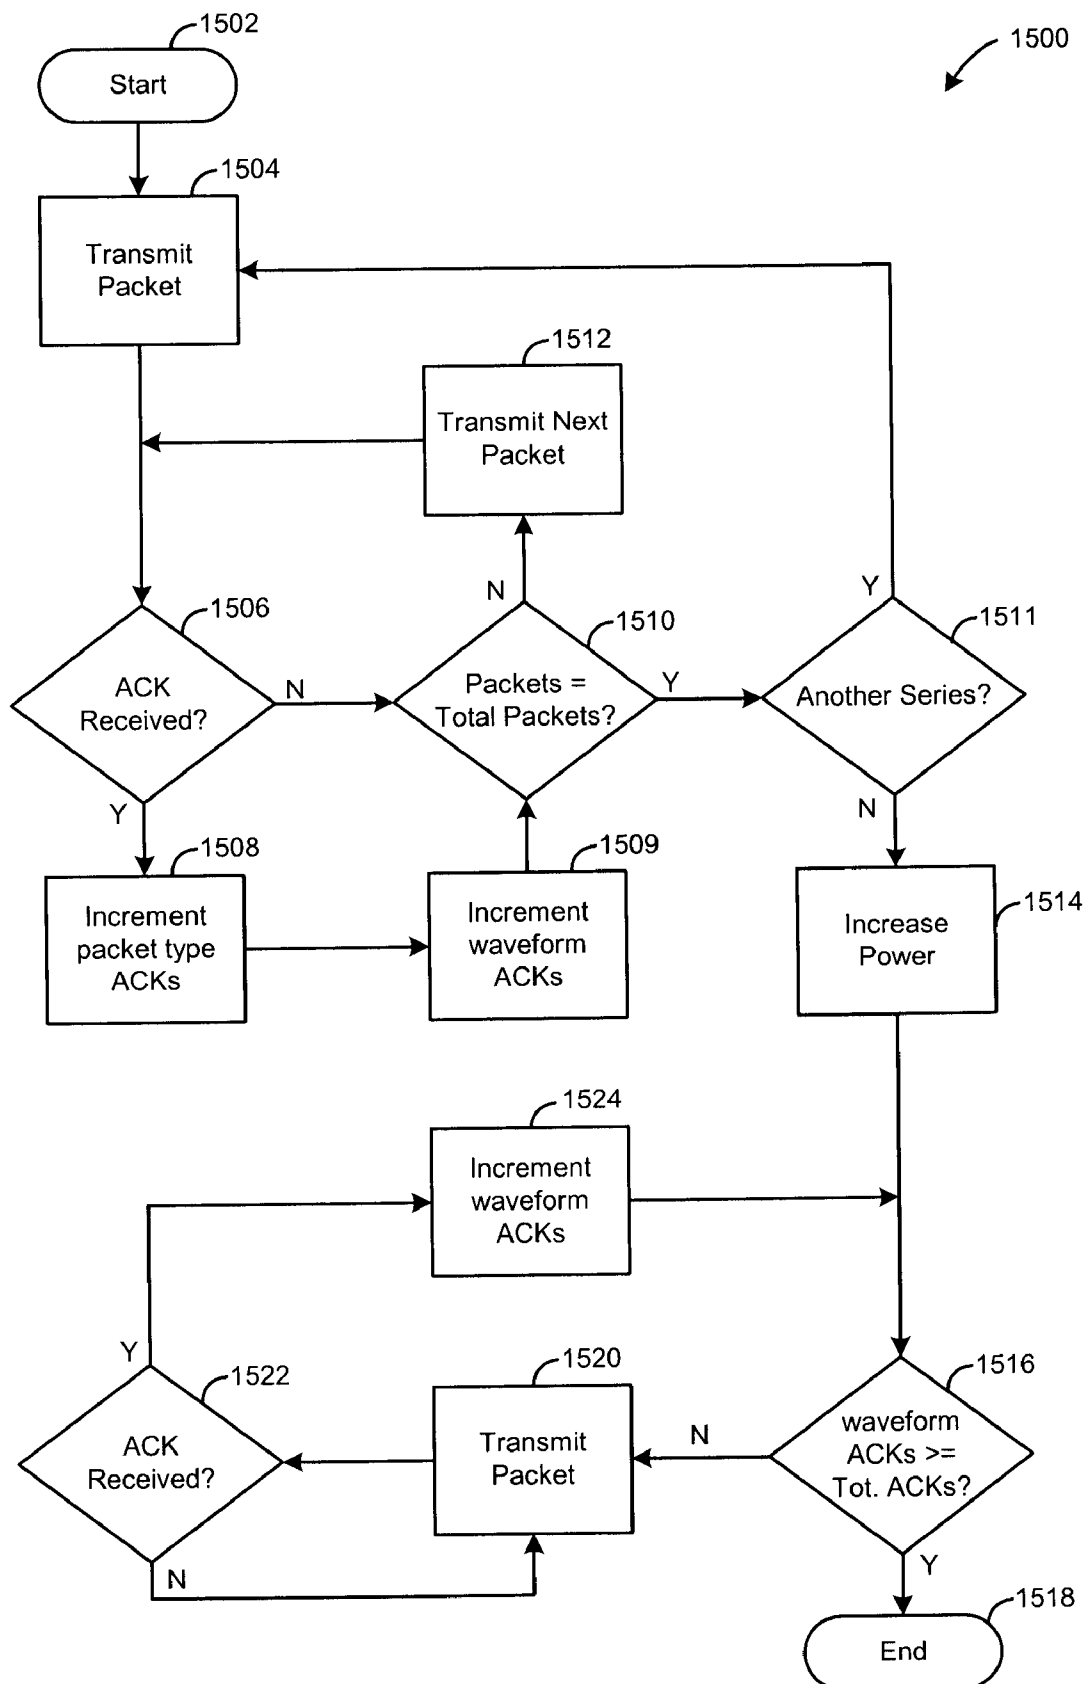 1502
1500
Start
1504
Transmit
Packet
1512
Transmit Next
Packet
N
Y
1506
1510
1511
ACK
Received?
N
Packets =
Total Packets?
Y
Another Series?
Y
N
1508
1509
1514
Increment
packet type
ACKs
Increment
waveform
ACKs
Increase
Power
1524
Increment
waveform
ACKs
Y
1522
1520
1516
ACK
Received?
Transmit
Packet
N
waveform
ACKs >=
Tot. ACKs?
N
Y
1518
End